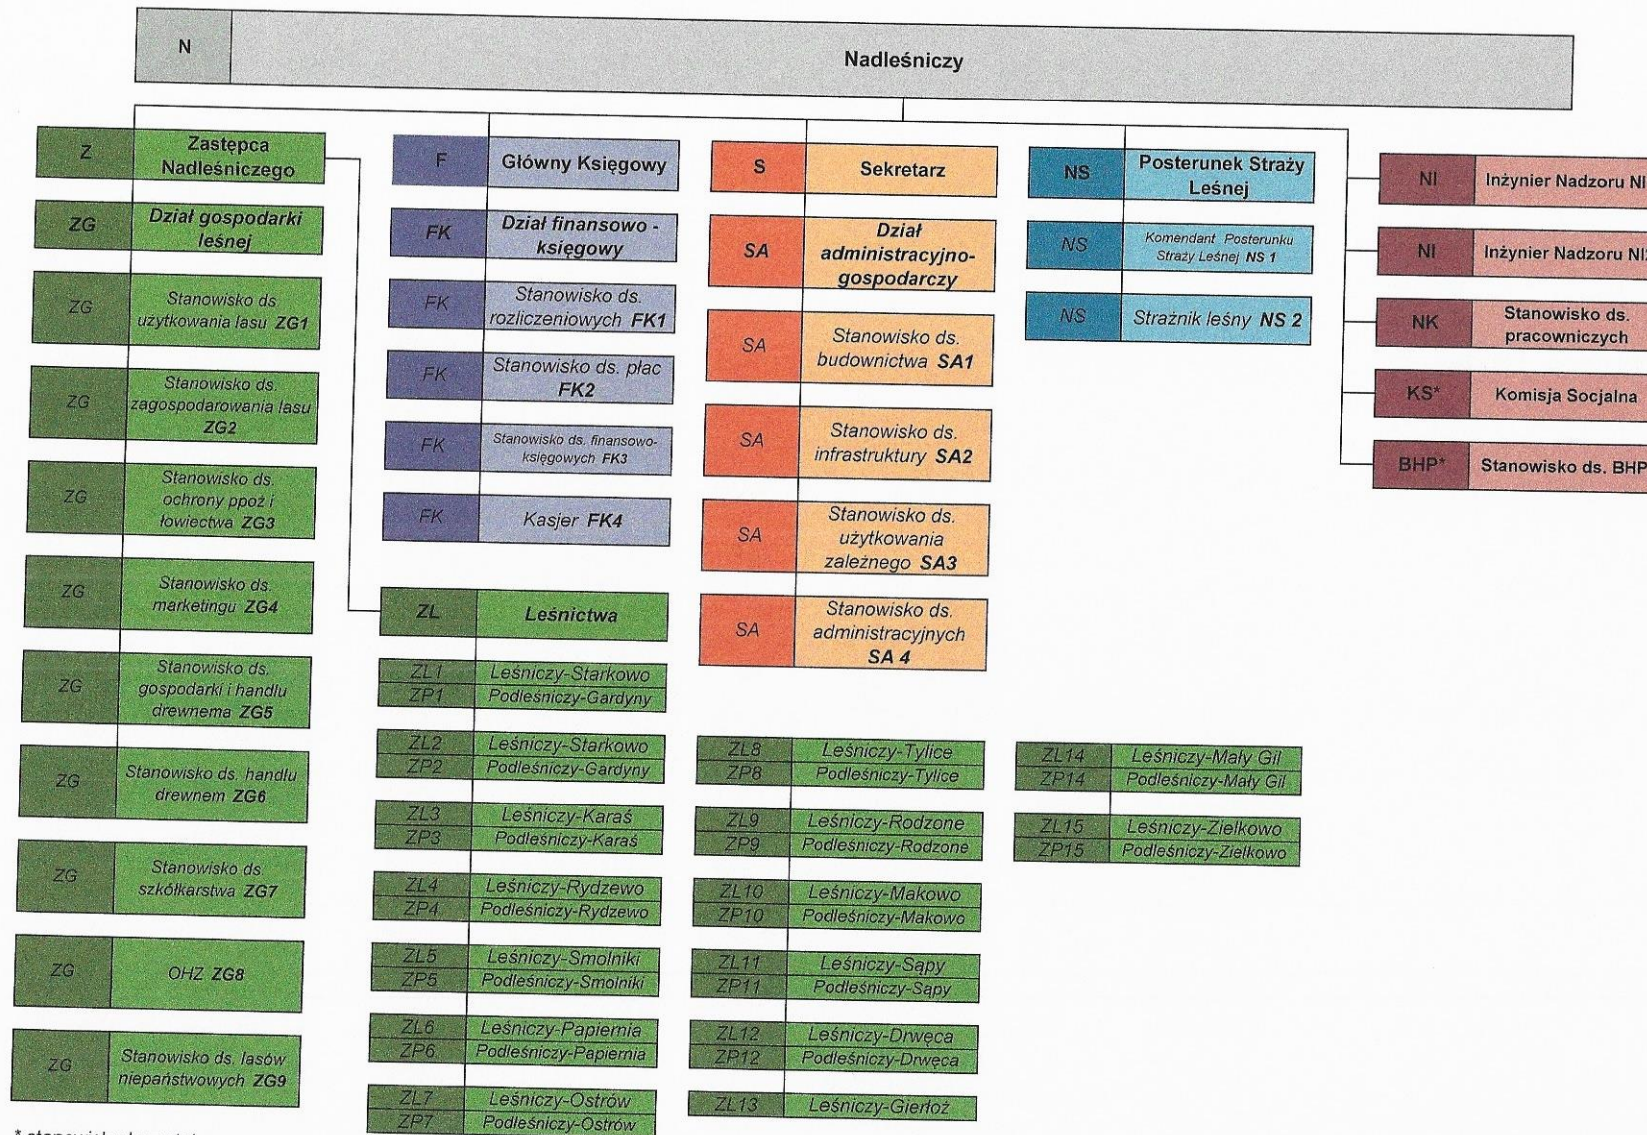 N
Nadleśniczy
Z
Zastępca
Nadleśniczego
ZG
Dział gospodarki
leśnej
ZG
Stanowisko ds.
użytkowania lasu ZG1
ZG
Stanowisko ds.
zagospodarowania lasu
ZG2
ZG
Stanowisko ds.
ochrony ppoż i
łowiectwa ZG3
ZG
Stanowisko ds.
marketingu ZG4
ZG
Stanowisko ds.
gospodarki i handlu
drewnema ZG5
ZG
Stanowisko ds. handlu
drewnem ZG6
ZG
Stanowisko ds.
szkółkarstwa ZG7
ZG
OHZ ZG8
ZG
Stanowisko ds. lasów
niepaństwowych ZG9
F
Główny Księgowy
FK
Dział finansowo -
księgowy
FK
Stanowisko ds.
rozliczeniowych FK1
FK
Stanowisko ds. płac
FK2
FK
Stanowisko ds. finansowo-
księgowych FK3
FK
Kasjer FK4
ZL
Leśnictwa
ZL1 Leśniczy-Starkowo
ZP1 Podleśniczy-Gardyny
ZL2 Leśniczy-Starkowo
ZP2 Podleśniczy-Gardyny
ZL3 Leśniczy-Karaś
ZP3 Podleśniczy-Karaś
ZL4 Leśniczy-Rydzewo
ZP4 Podleśniczy-Rydzewo
ZL5 Leśniczy-Smolniki
ZP5 Podleśniczy-Smolniki
ZL6 Leśniczy-Papiernia
ZP6 Podleśniczy-Papiernia
ZL7 Leśniczy-Ostrów
ZP7 Podleśniczy-Ostrów
S
Sekretarz
SA
Dział
administracyjno-
gospodarczy
SA
Stanowisko ds.
budownictwa SA1
SA
Stanowisko ds.
infrastruktury SA2
SA
Stanowisko ds.
użytkowania
zależnego SA3
SA
Stanowisko ds.
administracyjnych
SA 4
ZL8 Leśniczy-Tylice
ZP8 Podleśniczy-Tylice
ZL9 Leśniczy-Rodzone
ZP9 Podleśniczy-Rodzone
ZL10 Leśniczy-Makowo
ZP10 Podleśniczy-Makowo
ZL11 Leśniczy-Sąpy
ZP11 Podleśniczy-Sąpy
ZL12 Leśniczy-Drwęca
ZP12 Podleśniczy-Drwęca
ZL13 Leśniczy-Gierłoż
NS
Posterunek Straży
Leśnej
NS
Komendant Posterunku
Straży Leśnej NS 1
NS
Strażnik leśny NS 2
ZL14 Leśniczy-Mały Gil
ZP14 Podleśniczy-Mały Gil
ZL15 Leśniczy-Zielkowo
ZP15 Podleśniczy-Zielkowo
NI
Inżynier Nadzoru
NI
Inżynier Nadzoru
NK
Stanowisko ds.
pracowniczych
KS*
Komisja Socjalna
BHP*
Stanowisko ds. BHP